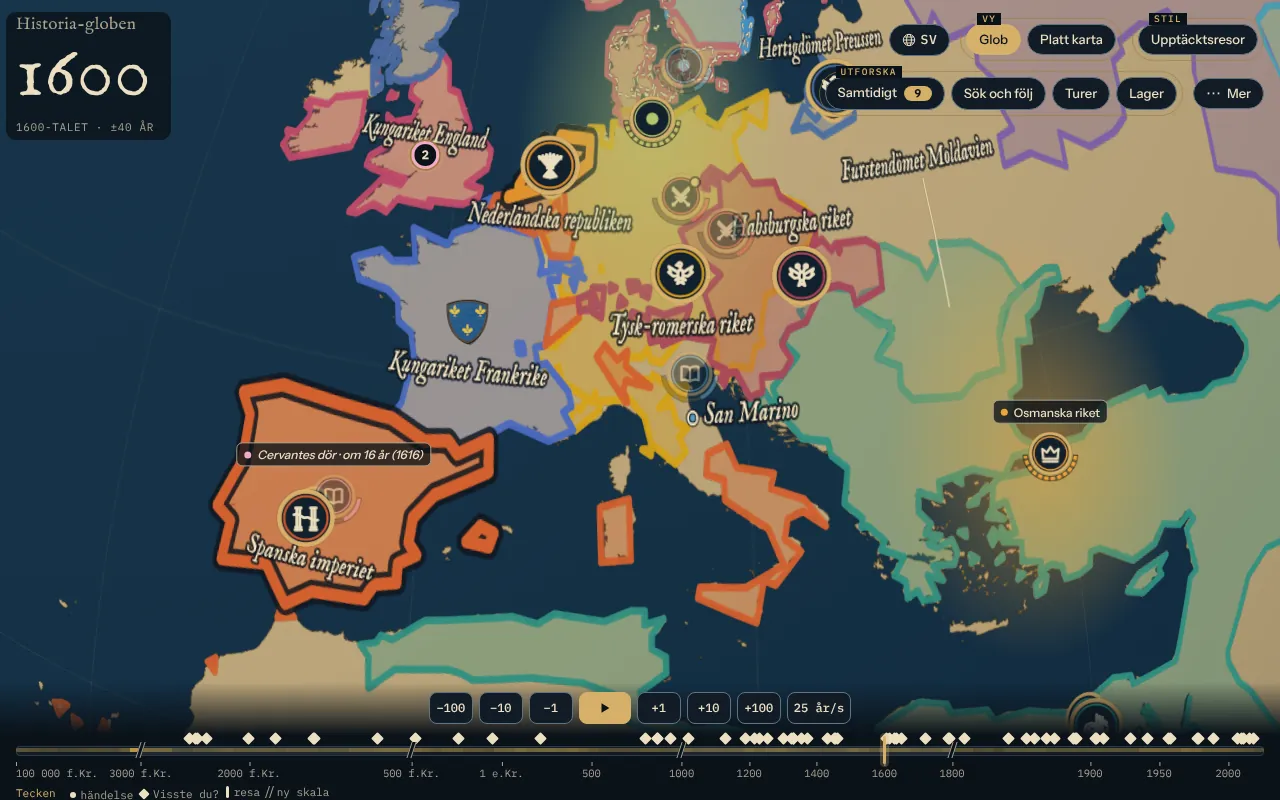 Historia-globen
1600
1600-TALET · ±40 ÅR
VY
STIL
SV
Glob
Platt karta
Upptäcktsresor
UTFORSKA
Samtidigt 9
Sök och följ
Turer
Lager
··· Mer
Hertigdömet Preussen
Kungariket England
2
Furstendömet Moldavien
Nederländska republiken
Habsburgska riket
Tysk-romerska riket
Kungariket Frankrike
San Marino
Osmanska riket
Cervantes dör · om 16 år (1616)
H
Spanska imperiet
−100
−10
−1
+1
+10
+100
25 år/s
100 000 f.Kr.
3000 f.Kr.
2000 f.Kr.
500 f.Kr.
1 e.Kr.
500
1000
1200
1400
1600
1800
1900
1950
2000
Tecken
händelse
Visste du?
resa
ny skala